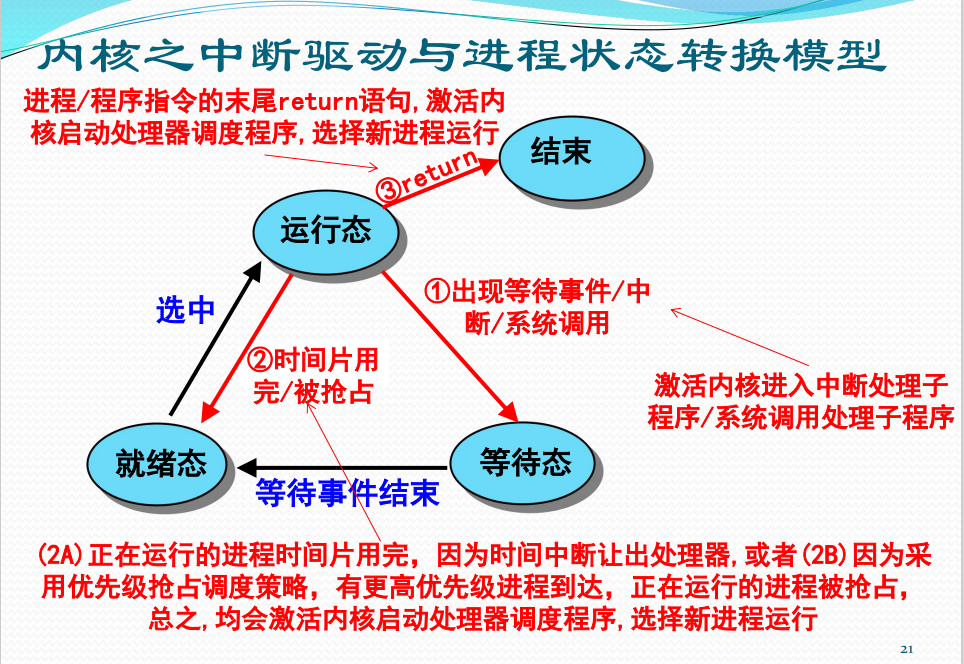 内核之中断驱动与进程状态转换模型
进程/程序指令的末尾return语句,激活内
核启动处理器调度程序,选择新进程运行
结束
③return
运行态
①出现等待事件/中
断/系统调用
选中
②时间片用
完/被抢占
激活内核进入中断处理子
程序/系统调用处理子程序
就绪态
等待态
等待事件结束
(2A)正在运行的进程时间片用完，因为时间中断让出处理器,或者(2B)因为采
用优先级抢占调度策略，有更高优先级进程到达，正在运行的进程被抢占，
总之,均会激活内核启动处理器调度程序,选择新进程运行
21